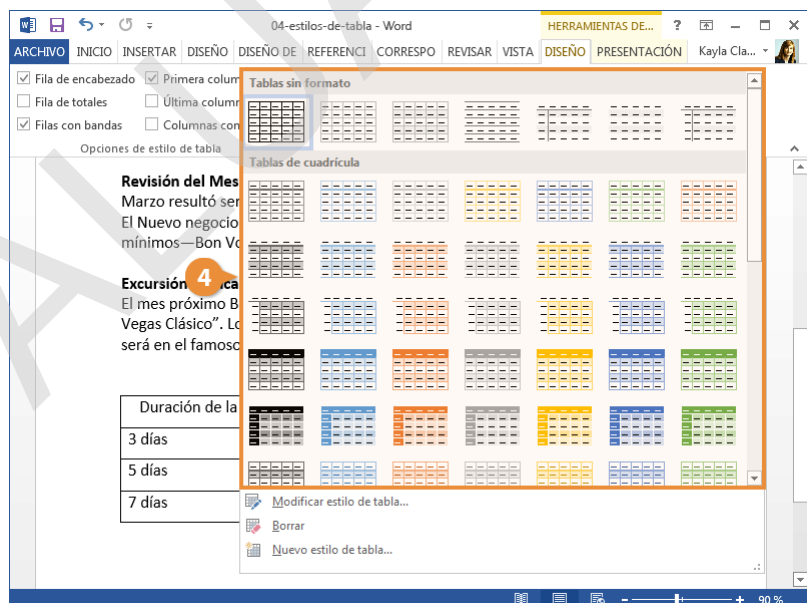 04-estilos-de-tabla - Word
HERRAMIENTAS DE...
ARCHIVO INICIO INSERTAR DISEÑO DISEÑO DE REFERENCI CORRESPO REVISAR VISTA DISEÑO PRESENTACIÓN Kayla Cla...
Fila de encabezado Primera colum
Fila de totales Última column
Filas con bandas Columnas con
Opciones de estilo de tabla
Tablas sin formato
Tablas de cuadrícula
Revisión del Mes
Marzo resultó ser
El Nuevo negocio
mínimos—Bon Vo
Excursión
4
El mes próximo B
Vegas Clásico”. Lo
será en el famoso
Duración de la
3 días
5 días
7 días
Modificar estilo de tabla...
Borrar
Nuevo estilo de tabla...
90 %